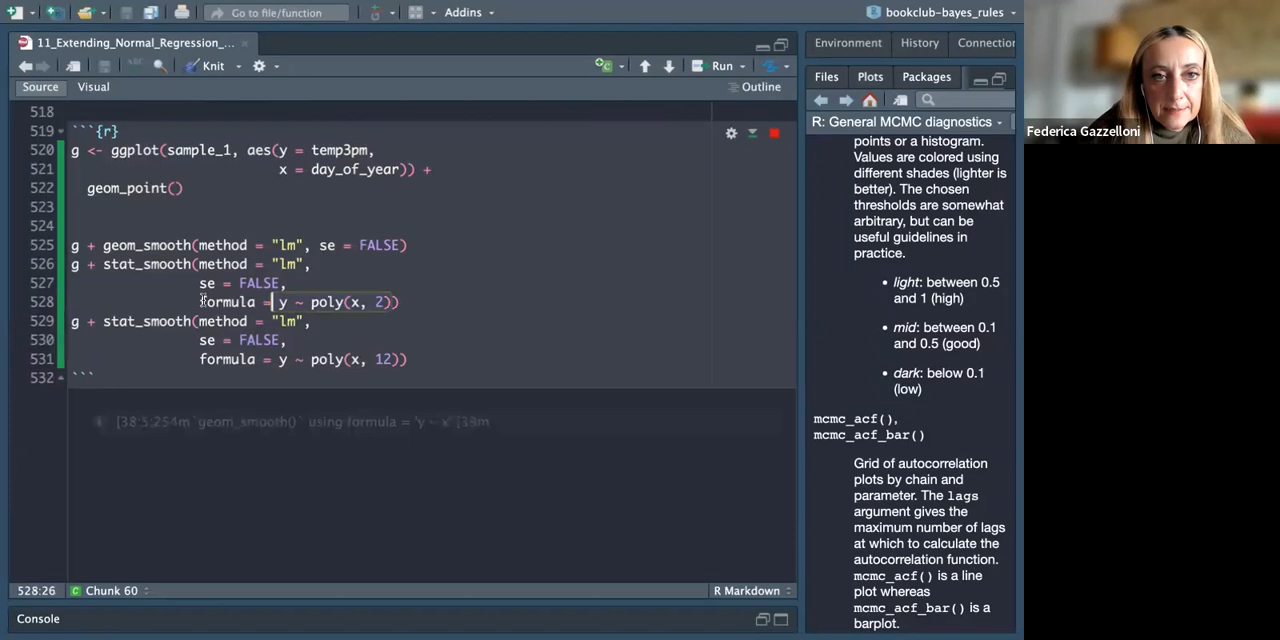 Go to file/function
Addins
bookclub-bayes_rules
11_Extending_Normal_Regression_...
Knit
Run
Source
Visual
Outline
518
519 ```{r}
520 g <- ggplot(sample_1, aes(y = temp3pm,
521 x = day_of_year)) +
522 geom_point()
523
524
525 g + geom_smooth(method = "lm", se = FALSE)
526 g + stat_smooth(method = "lm",
527 se = FALSE,
528 formula = y ~ poly(x, 2))
529 g + stat_smooth(method = "lm",
530 se = FALSE,
531 formula = y ~ poly(x, 12))
532 ```
[38;5;254m`geom_smooth()` using formula = 'y ~ x' [39m
528:26
Chunk 60
R Markdown
Console
Environment
History
Connection
Files
Plots
Packages
R: General MCMC diagnostics
points or a histogram.
Values are colored using
different shades (lighter is
better). The chosen
thresholds are somewhat
arbitrary, but can be
useful guidelines in
practice.
• light: between 0.5
and 1 (high)
• mid: between 0.1
and 0.5 (good)
• dark: below 0.1
(low)
mcmc_acf(),
mcmc_acf_bar()
Grid of autocorrelation
plots by chain and
parameter. The lags
argument gives the
maximum number of lags
at which to calculate the
autocorrelation function.
mcmc_acf() is a line
plot whereas
mcmc_acf_bar() is a
barplot.
Federica Gazzelloni